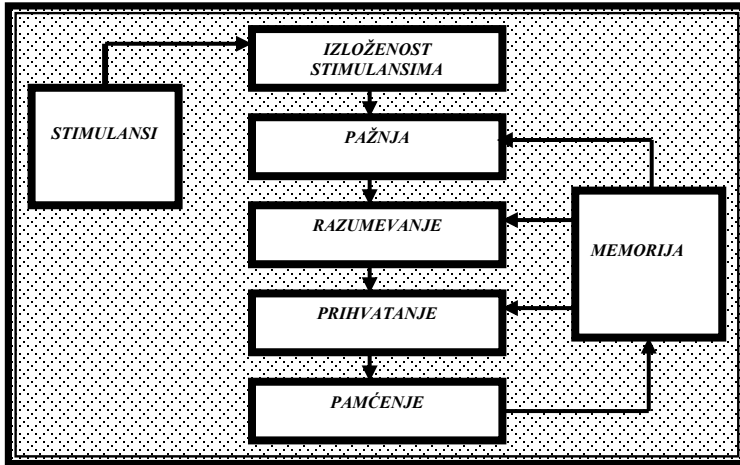 IZLOŽENOST
STIMULANSIMA
STIMULANSI
PAŽNJA
RAZUMEVANJE
MEMORIJA
PRIHVATANJE
PAMĆENJE